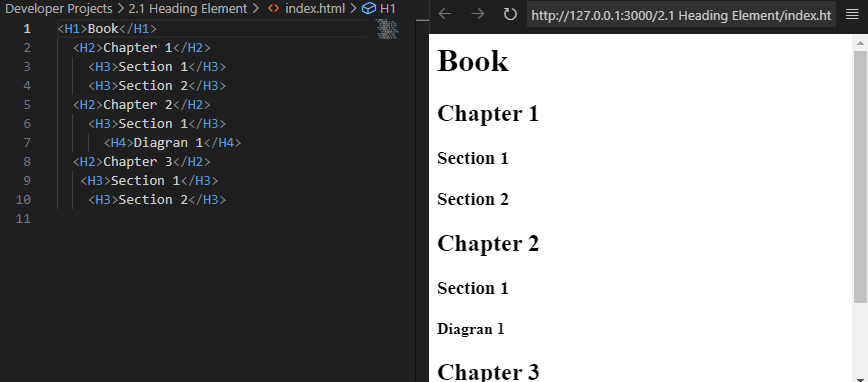 Developer Projects > 2.1 Heading Element > index.html > H1
1 <H1>Book</H1>
2 <H2>Chapter 1</H2>
3 <H3>Section 1</H3>
4 <H3>Section 2</H3>
5 <H2>Chapter 2</H2>
6 <H3>Section 1</H3>
7 <H4>Diagran 1</H4>
8 <H2>Chapter 3</H2>
9 <H3>Section 1</H3>
10 <H3>Section 2</H3>
11
http://127.0.0.1:3000/2.1 Heading Element/index.ht
Book
Chapter 1
Section 1
Section 2
Chapter 2
Section 1
Diagran 1
Chapter 3